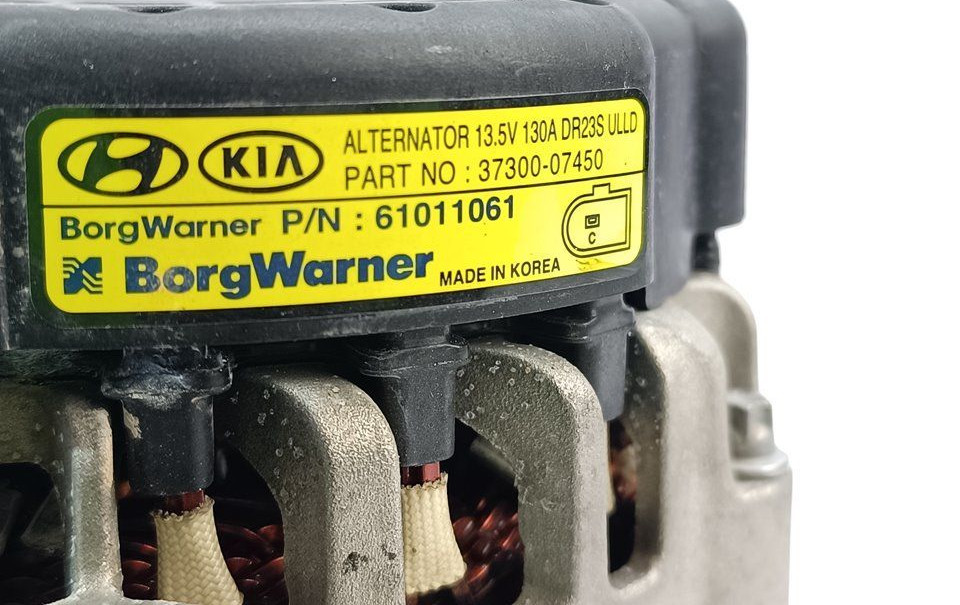 KIA
ALTERNATOR 13.5V 130A DR23S ULLD
PART NO : 37300-07450
BorgWarner P/N : 61011061
BorgWarner MADE IN KOREA
C